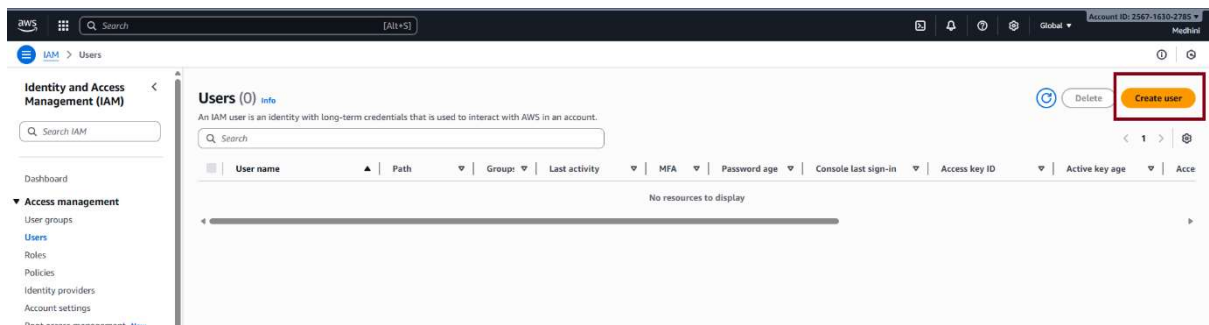 aws
Search [Alt+S] Global Account ID: 2567-1630-2785
Medhini
IAM > Users
Identity and Access
Management (IAM)
Search IAM
Dashboard
Access management
User groups
Users
Roles
Policies
Identity providers
Account settings
Root access management New
Users (0) Info
Delete Create user
An IAM user is an identity with long-term credentials that is used to interact with AWS in an account.
Search
1
User name Path Group: Last activity MFA Password age Console last sign-in Access key ID Active key age Acce
No resources to display